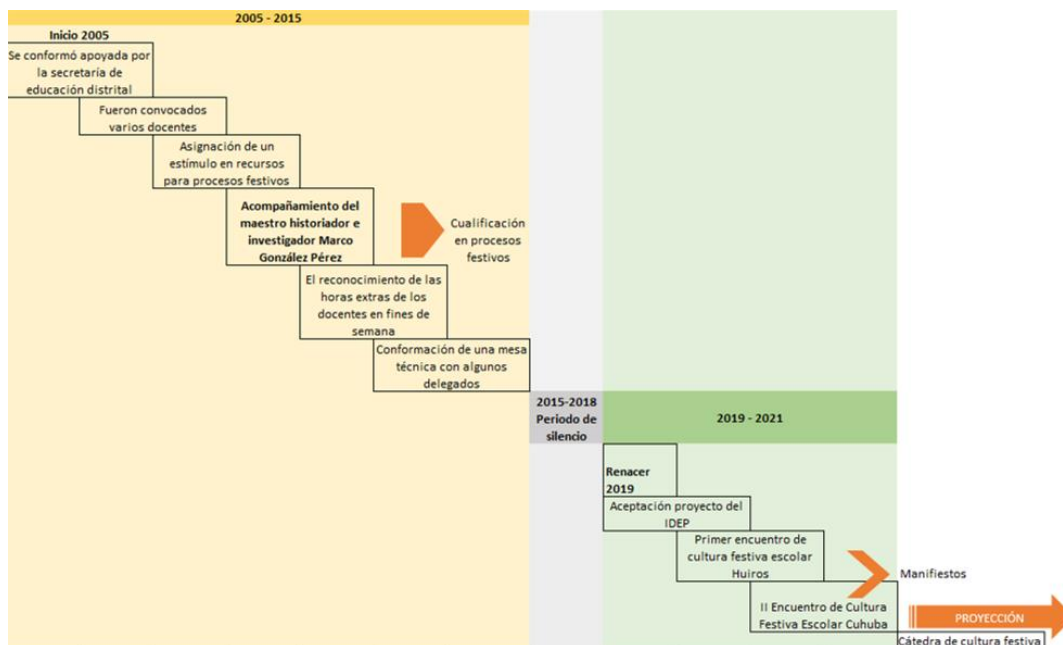 2005 - 2015
Inicio 2005
Se conformó apoyada por
la secretaría de
educación distrital
Fueron convocados
varios docentes
Asignación de un
estímulo en recursos
para procesos festivos
Acompañamiento del
maestro historiador e
investigador Marco
González Pérez
Cualificación
en procesos
festivos
El reconocimiento de las
horas extras de los
docentes en fines de
semana
Conformación de una mesa
técnica con algunos
delegados
2015-2018
Periodo de
silencio
2019 - 2021
Renacer
2019
Aceptación proyecto del
IDEP
Primer encuentro de
cultura festiva escolar
Huiros
Manifiestos
II Encuentro de Cultura
Festiva Escolar Cuhuba
PROYECCIÓN
Cátedra de cultura festiva